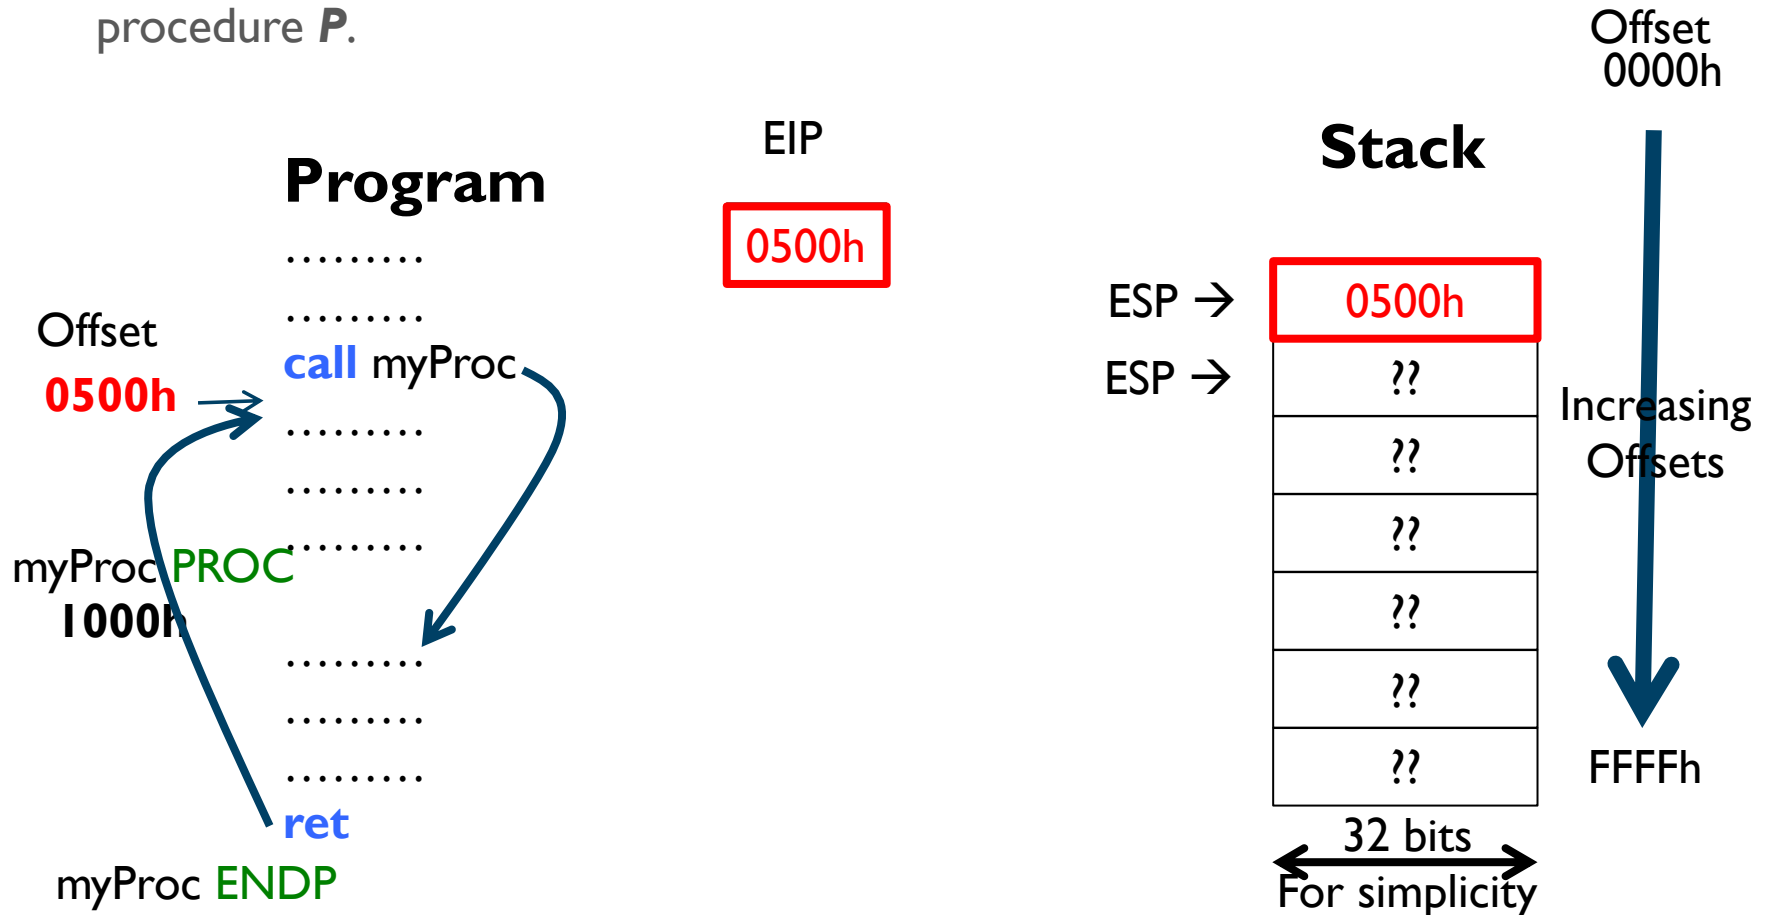 procedure P.
Offset
0000h
EIP
Stack
Program
0500h
.........
ESP → 0500h
.........
Offset
call myProc
ESP → ??
0500h
Increasing
.........
??
Offsets
.........
??
.........
myProc PROC
1000h
??
.........
??
.........
.........
??
FFFFh
ret
32 bits
myProc ENDP
For simplicity